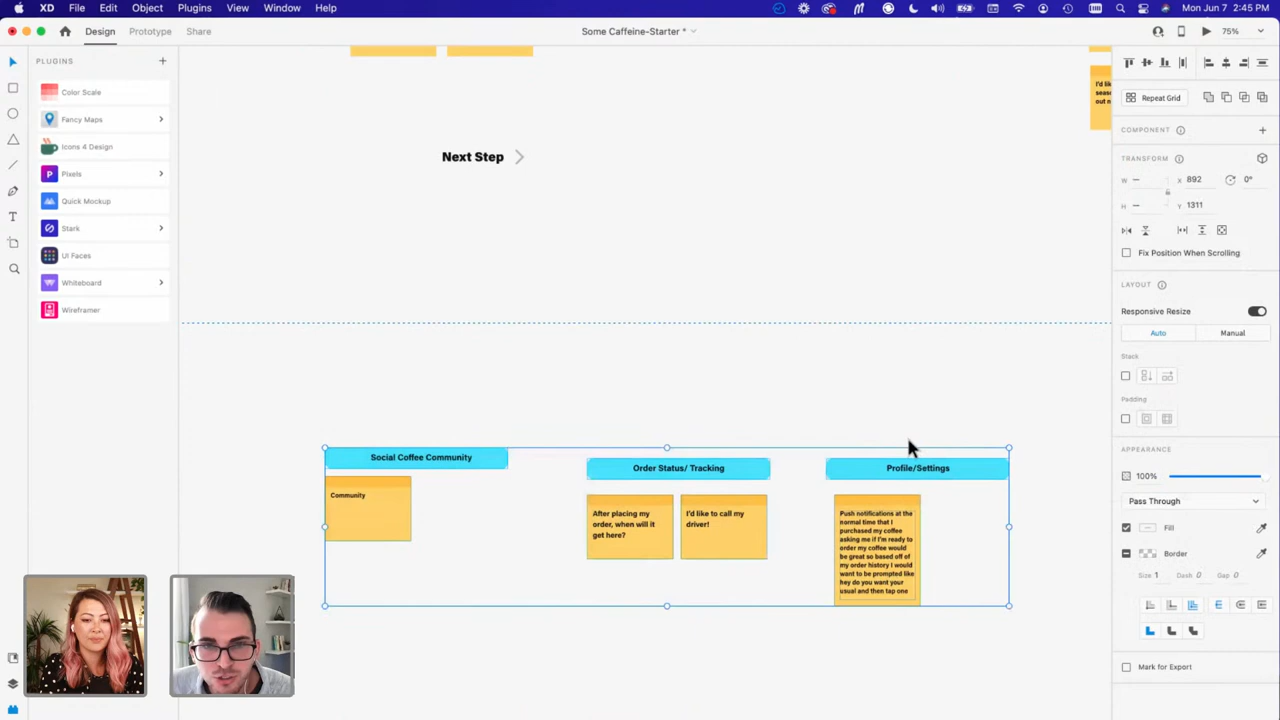 XD File Edit Object Plugins View Window Help
Mon Jun 7 2:41 PM
Design Prototype Share
Some Caffeine-Starter *
75%
PLUGINS
Color Scale
Fancy Maps
Icons 4 Design
Pixels
Quick Mockup
Stark
UI Faces
Whiteboard
Wireframer
Next Step
I'd lik
seaso
out n
Social Coffee Community
Community
Order Status/ Tracking
After placing my
order, when will it
get here?
I'd like to call my
driver!
Profile/Settings
Push notifications at the
normal time that I
purchased my coffee
asking me if I'm ready to
order my coffee would
be great so based off of
my order history I would
want to be prompted like
hey do you want your
usual and then tap one
Repeat Grid
COMPONENT
TRANSFORM
W – X 892 0°
H – Y 1311
Fix Position When Scrolling
LAYOUT
Responsive Resize
Auto Manual
Stack
Padding
APPEARANCE
100%
Pass Through
Fill
Border
Size 1 Dash 0 Gap 0
Mark for Export